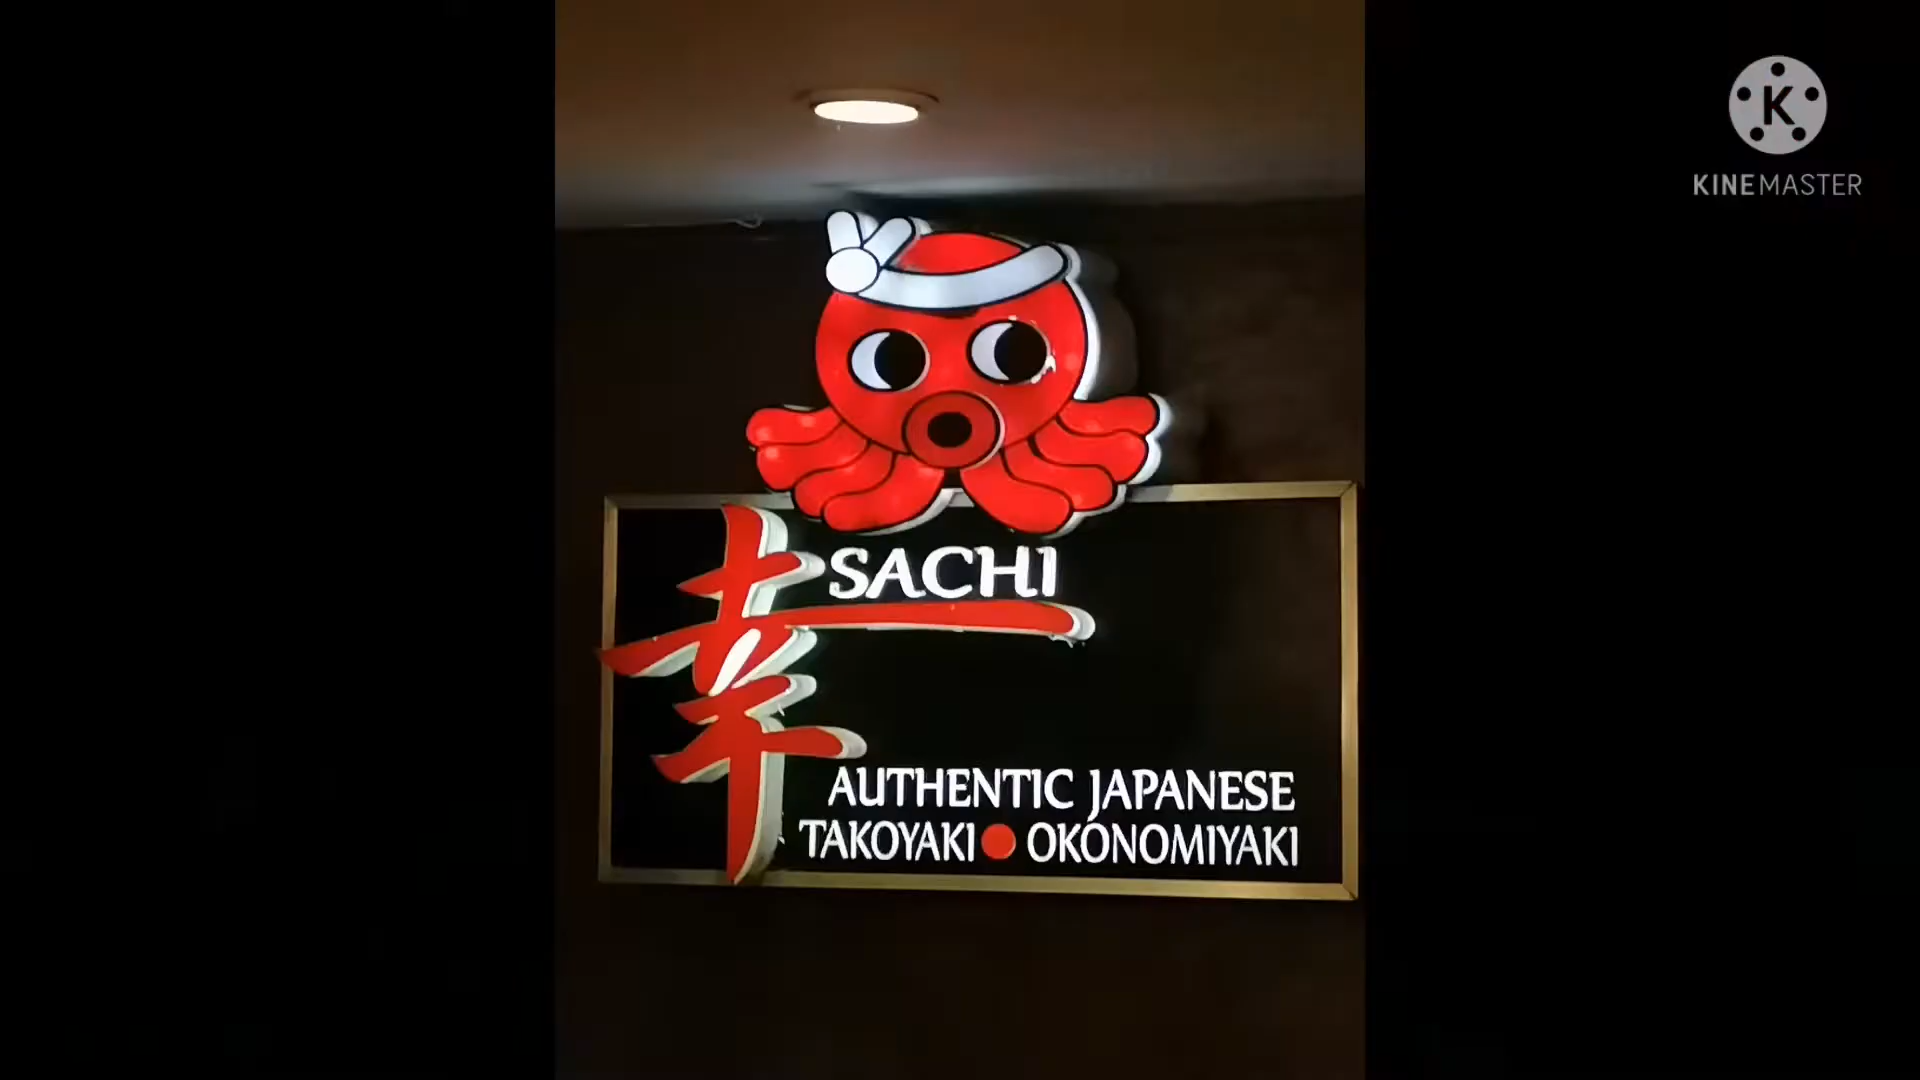 KINEMASTER
幸
SACHI
AUTHENTIC JAPANESE
TAKOYAKI ● OKONOMIYAKI